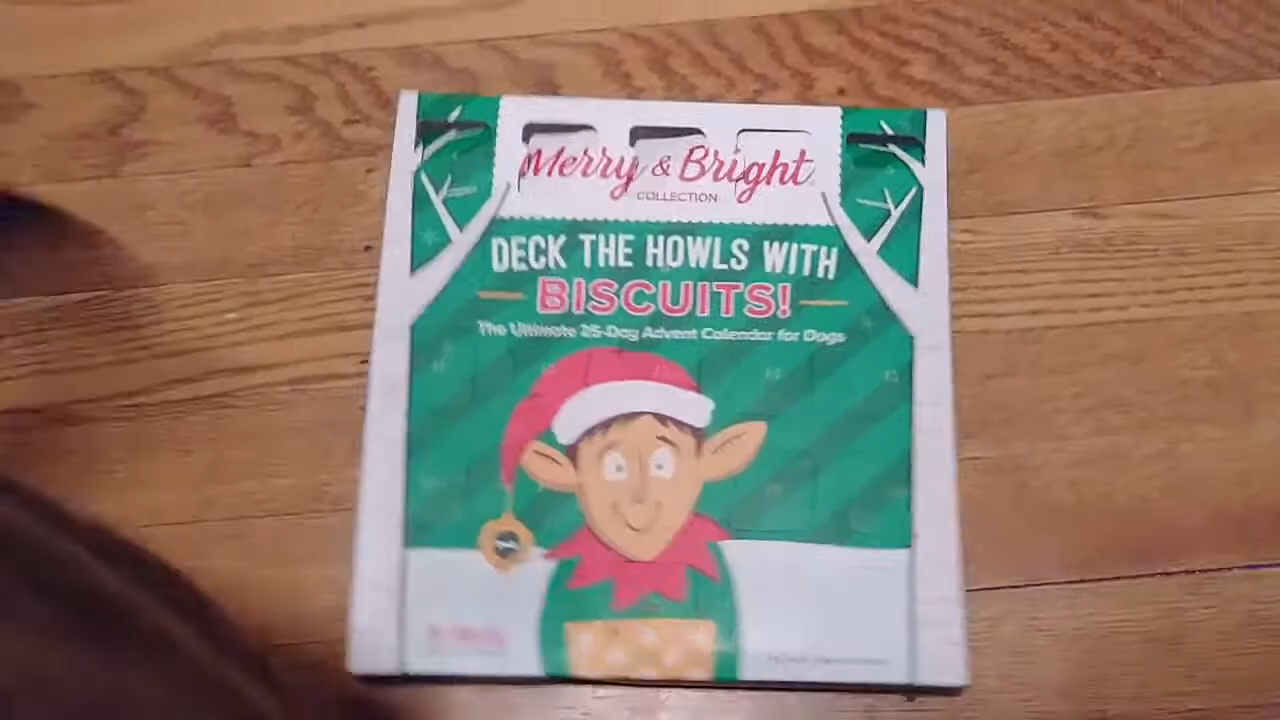 Merry & Bright
COLLECTION
DECK THE HOWLS WITH
BISCUITS!
The Ultimate 25-Day Advent Calendar for Dogs